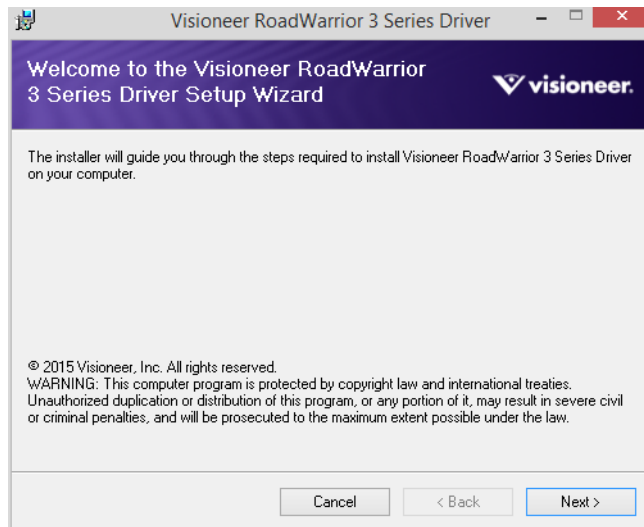 Visioneer RoadWarrior 3 Series Driver
Welcome to the Visioneer RoadWarrior
3 Series Driver Setup Wizard
visioneer.
The installer will guide you through the steps required to install Visioneer RoadWarrior 3 Series Driver
on your computer.
© 2015 Visioneer, Inc. All rights reserved.
WARNING: This computer program is protected by copyright law and international treaties.
Unauthorized duplication or distribution of this program, or any portion of it, may result in severe civil
or criminal penalties, and will be prosecuted to the maximum extent possible under the law.
Cancel
< Back
Next >